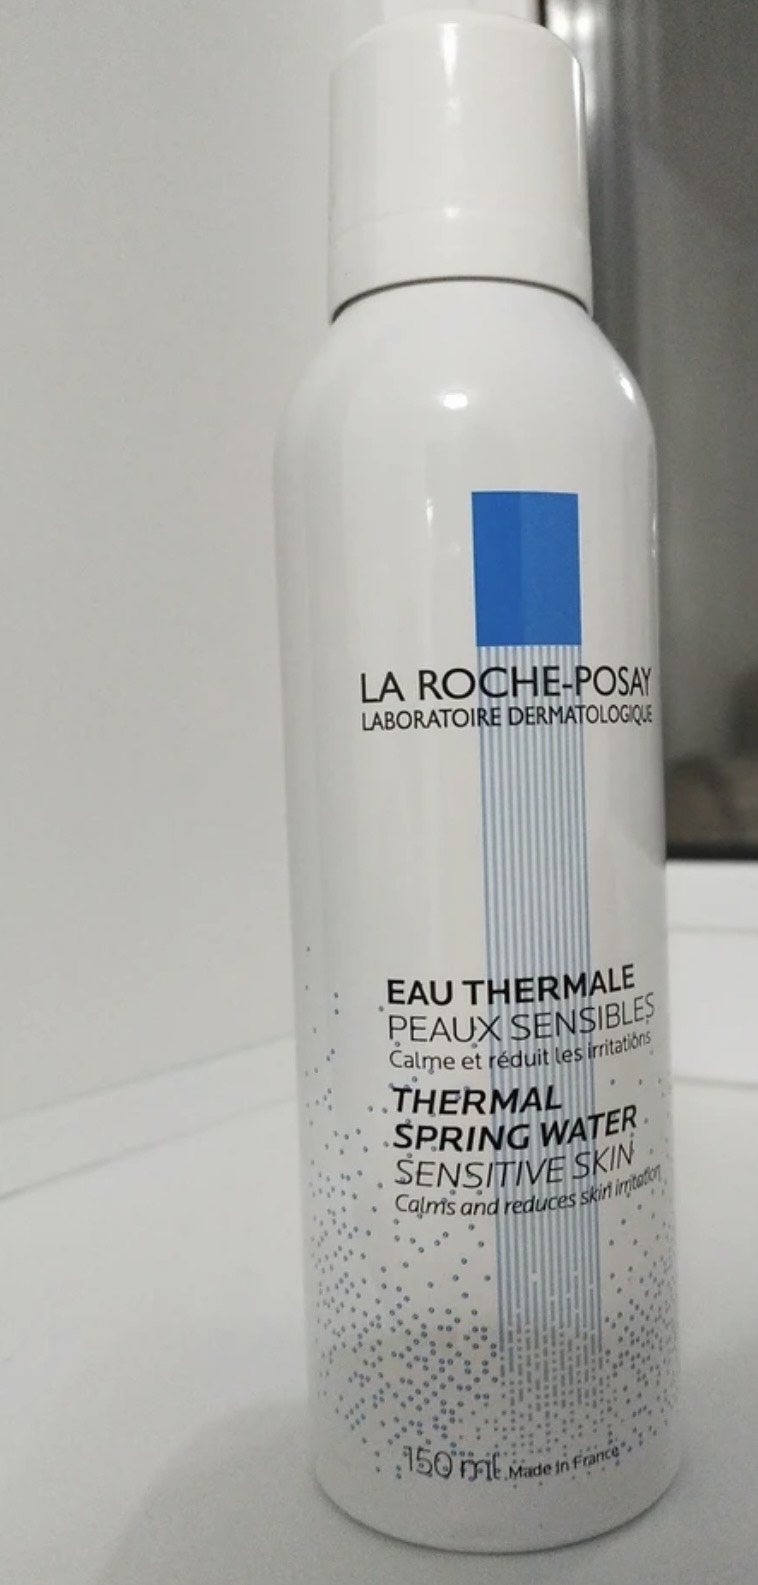 LA ROCHE-POSAY
LABORATOIRE DERMATOLOGIQUE
EAU THERMALE
PEAUX SENSIBLES
Calme et réduit les irritations
THERMAL
SPRING WATER
SENSITIVE SKIN
Calms and reduces skin irritation
150 ml Made in France